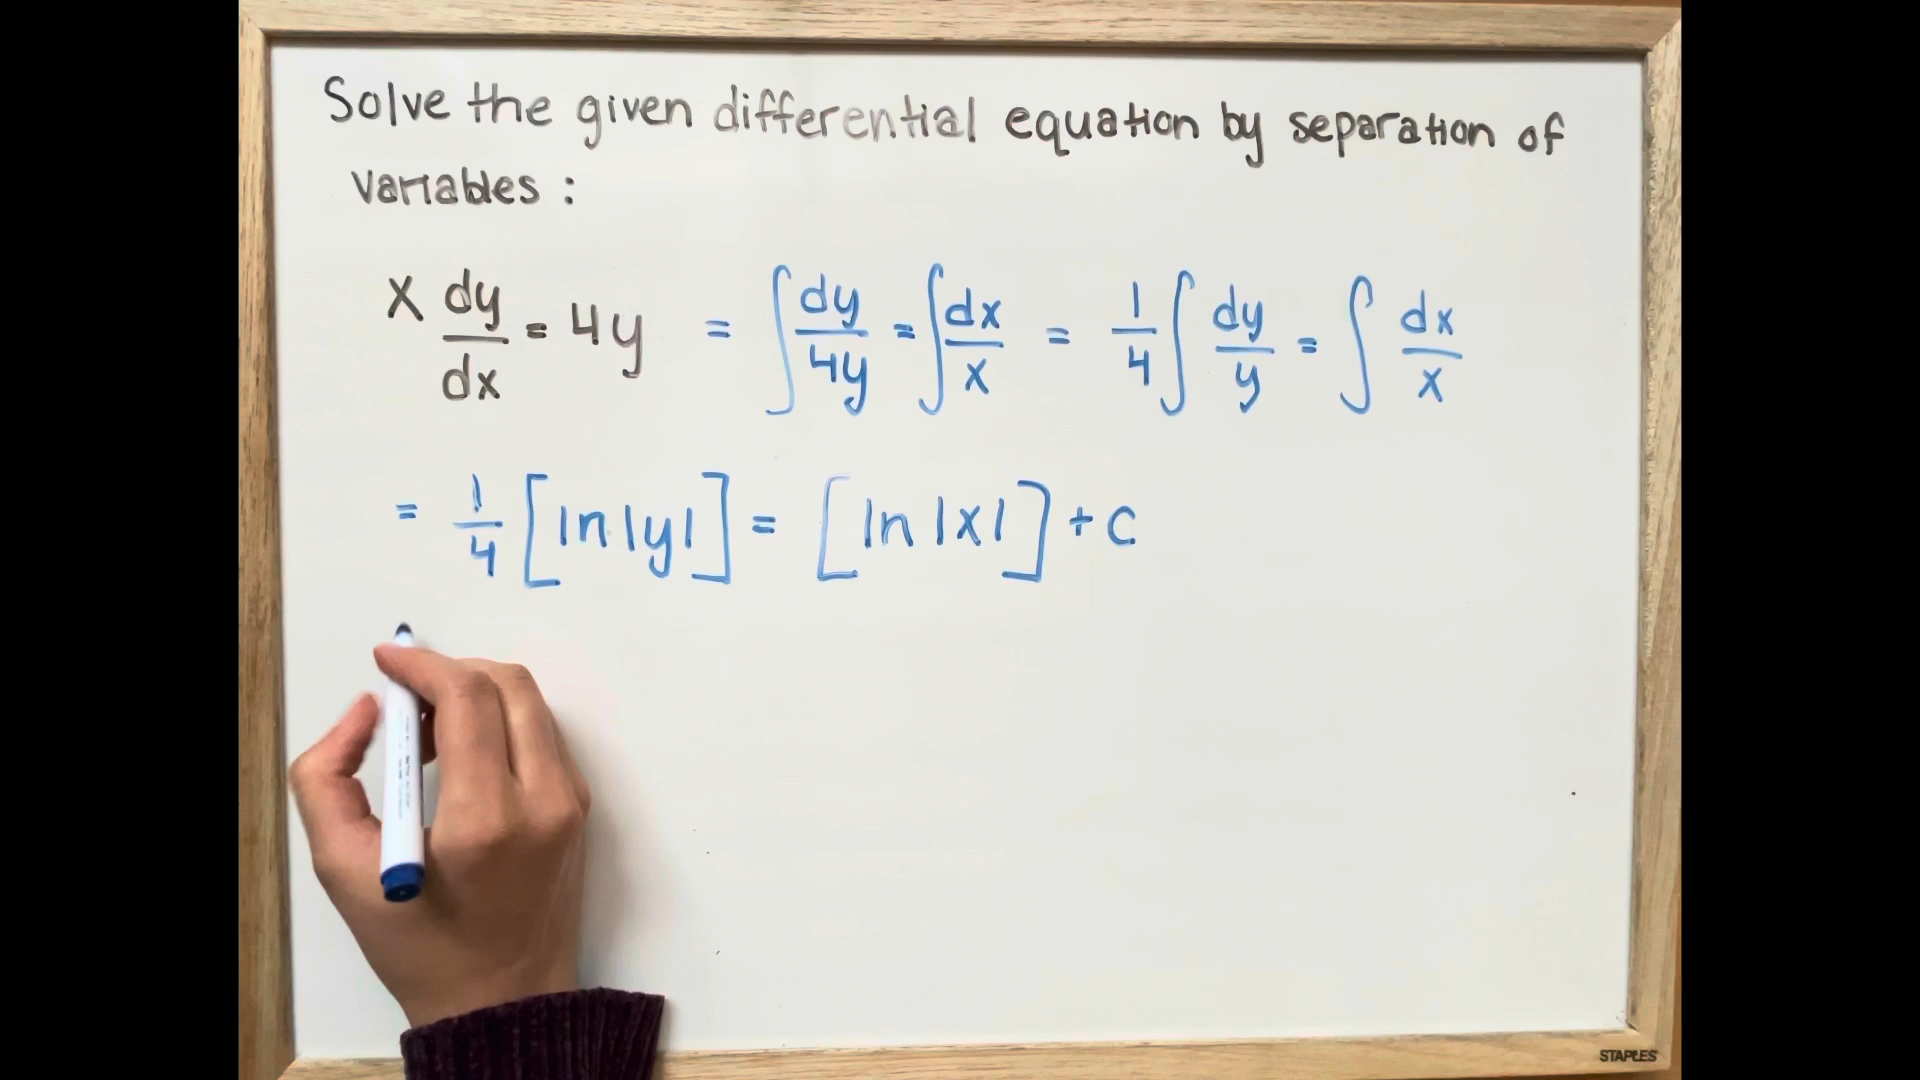 Solve the given differential equation by separation of
variables :
x dy/dx = 4y = ∫ dy/4y = ∫ dx/x = 1/4 ∫ dy/y = ∫ dx/x
= 1/4 [ln|y|] = [ln|x|] + c
STAPLES